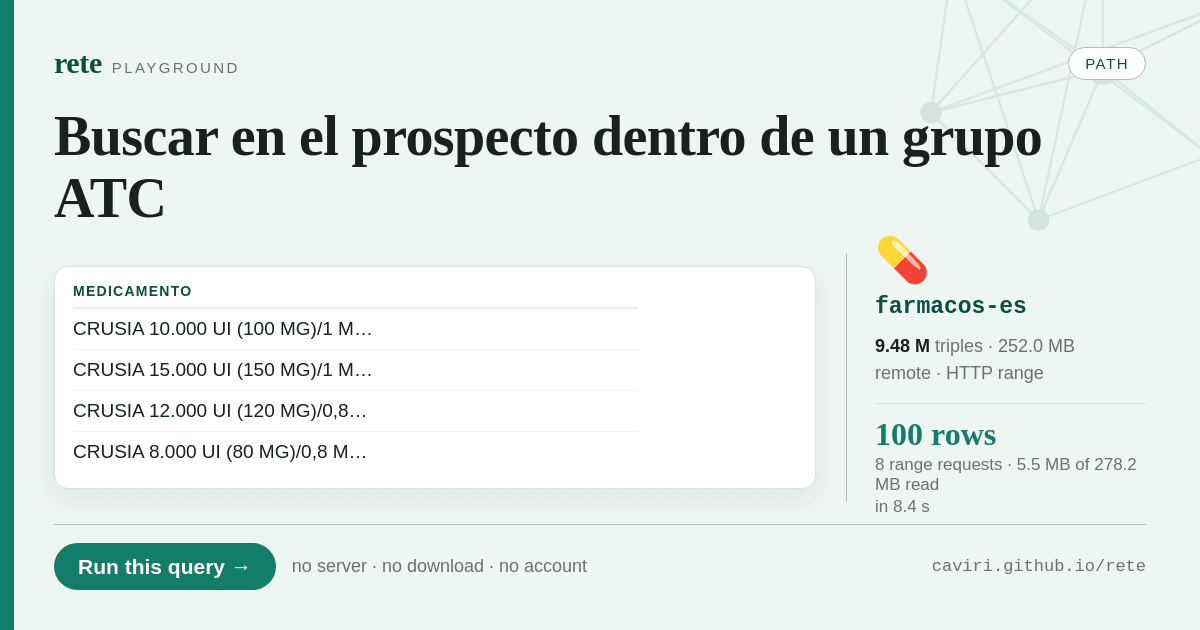 rete PLAYGROUND
PATH
Buscar en el prospecto dentro de un grupo
ATC
MEDICAMENTO
CRUSIA 10.000 UI (100 MG)/1 M…
CRUSIA 15.000 UI (150 MG)/1 M…
CRUSIA 12.000 UI (120 MG)/0,8…
CRUSIA 8.000 UI (80 MG)/0,8 M…
farmacos-es
9.48 M triples · 252.0 MB
remote · HTTP range
100 rows
8 range requests · 5.5 MB of 278.2
MB read
in 8.4 s
Run this query →
no server · no download · no account
caviri.github.io/rete